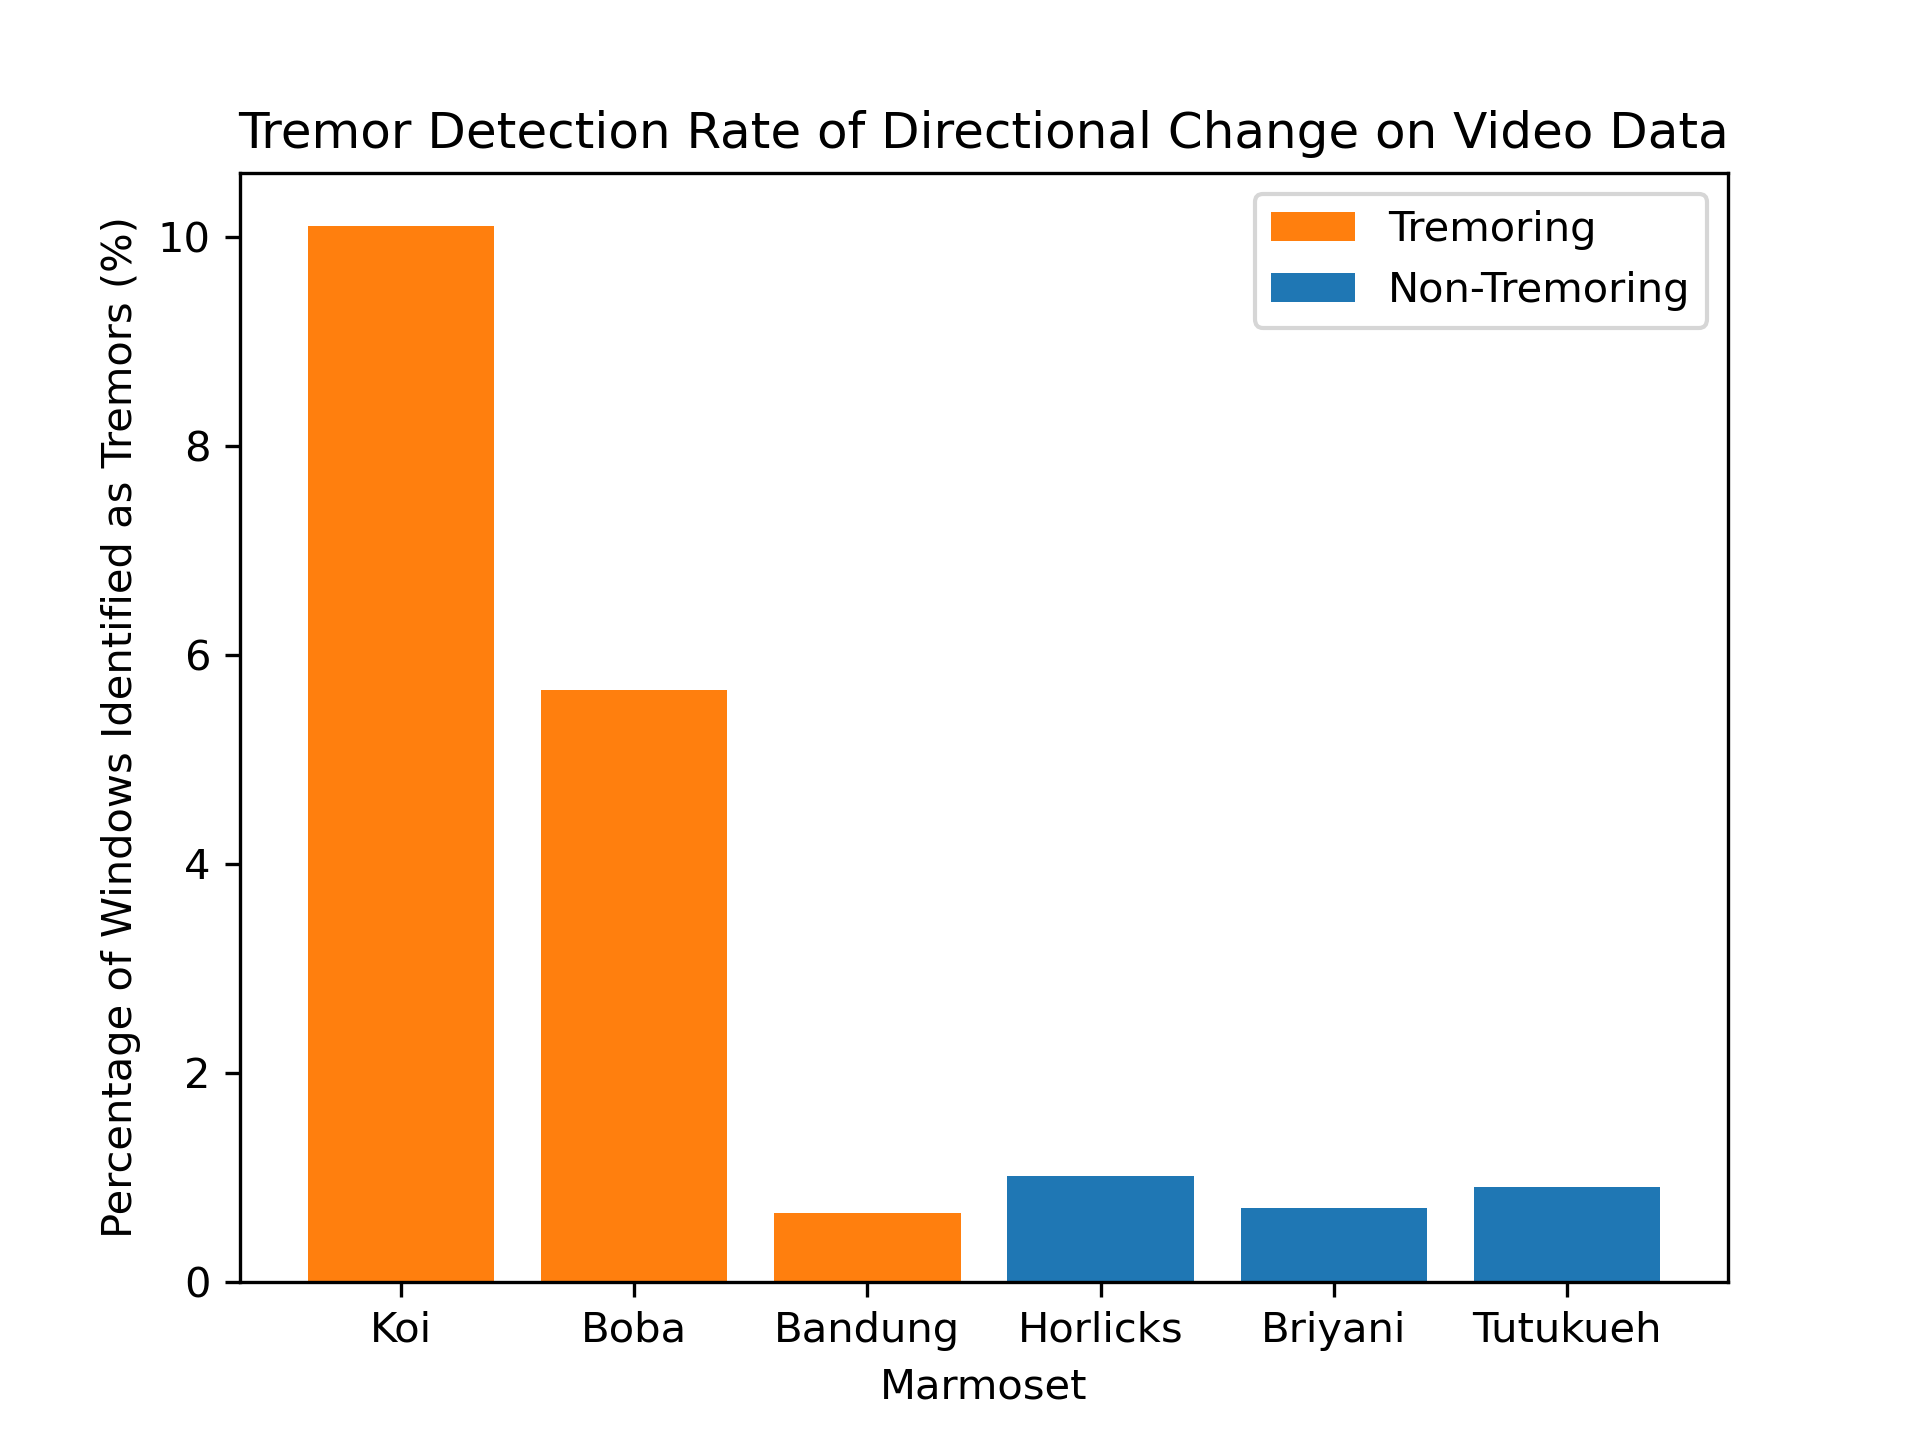 Tremor Detection Rate of Directional Change on Video Data
Percentage of Windows Identified as Tremors (%)
10
8
6
4
2
0
Tremoring
Non-Tremoring
Koi
Boba
Bandung
Horlicks
Briyani
Tutukueh
Marmoset